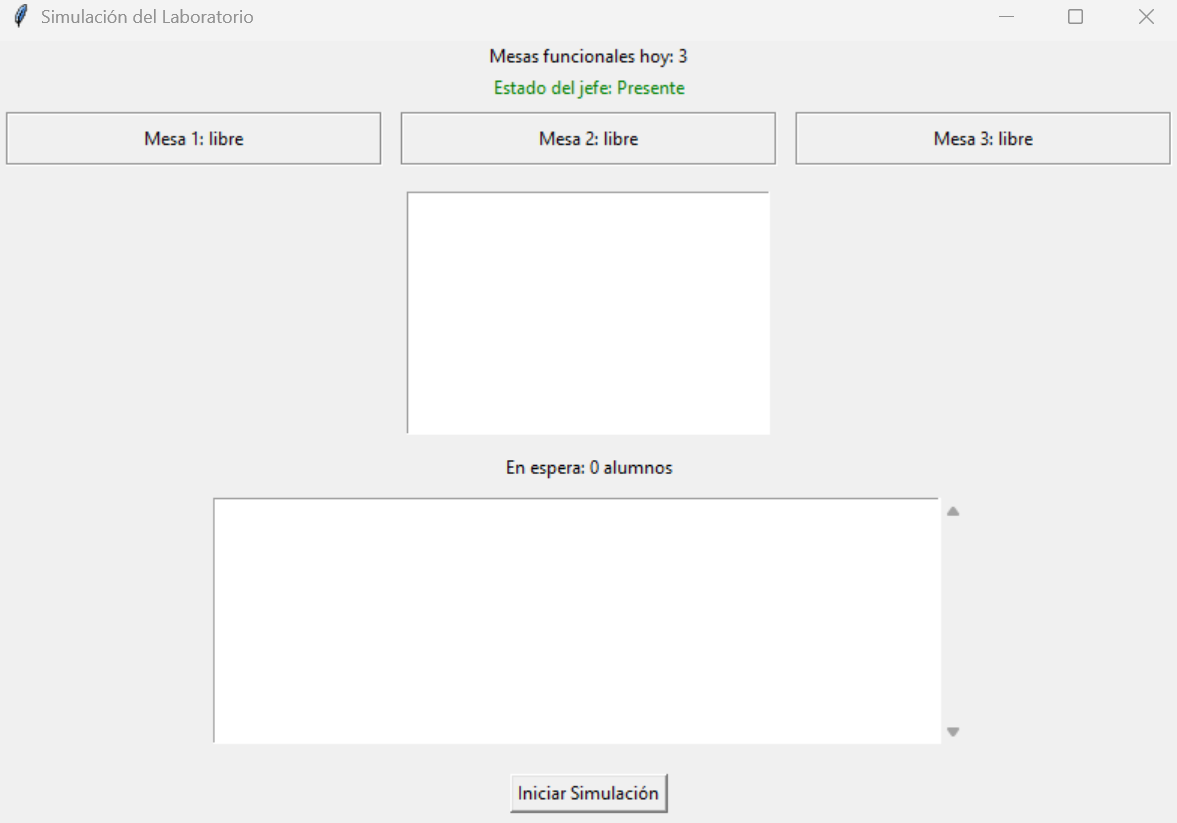 Simulación del Laboratorio
Mesas funcionales hoy: 3
Estado del jefe: Presente
Mesa 1: libre
Mesa 2: libre
Mesa 3: libre
En espera: 0 alumnos
Iniciar Simulación